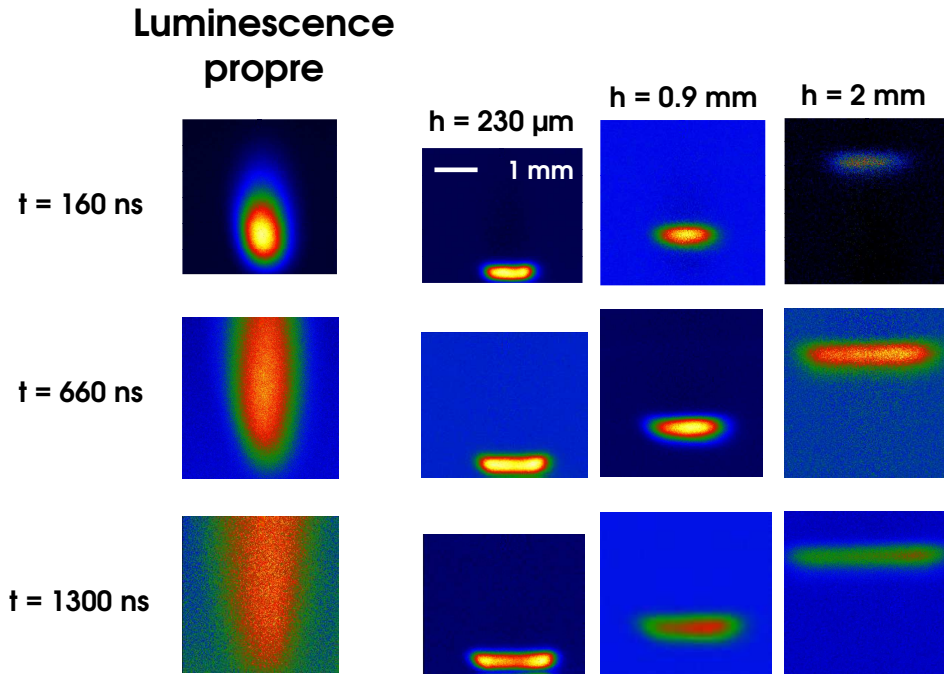 Luminescence
propre
h = 230 µm
h = 0.9 mm
h = 2 mm
1 mm
t = 160 ns
t = 660 ns
t = 1300 ns